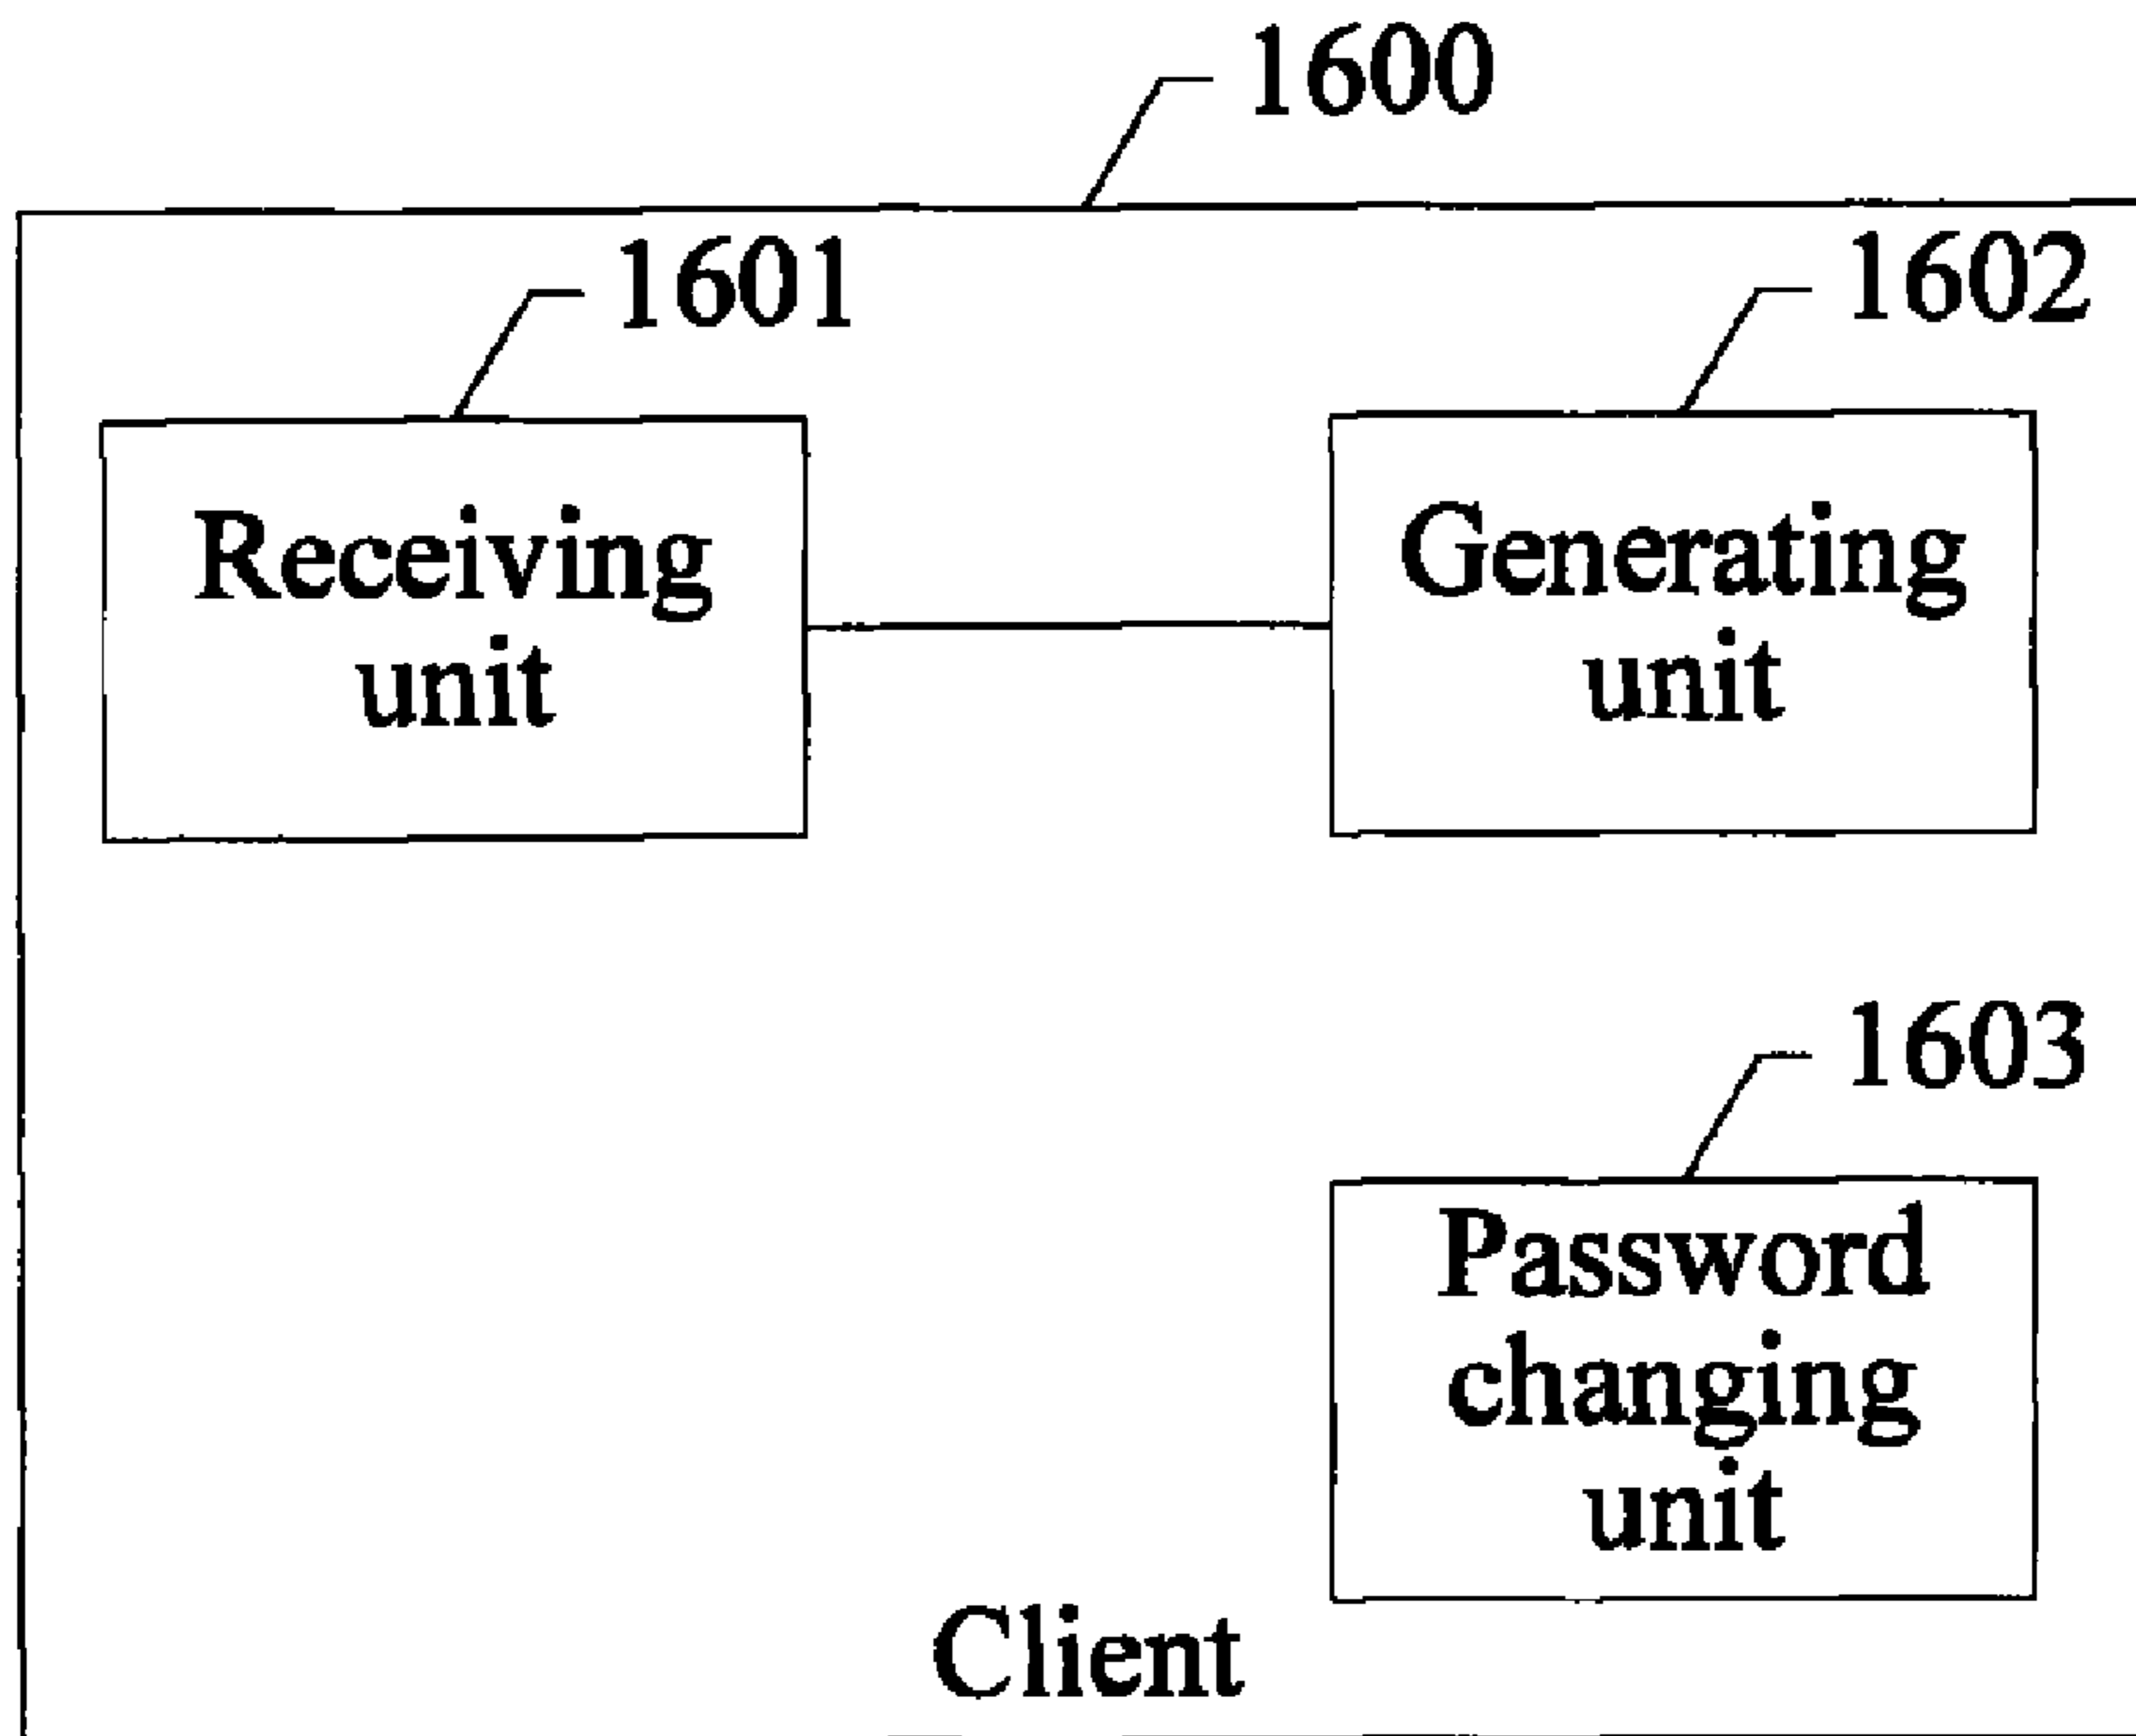 1600
1601
1602
Receiving
unit
Generating
unit
1603
Password
changing
unit
Client